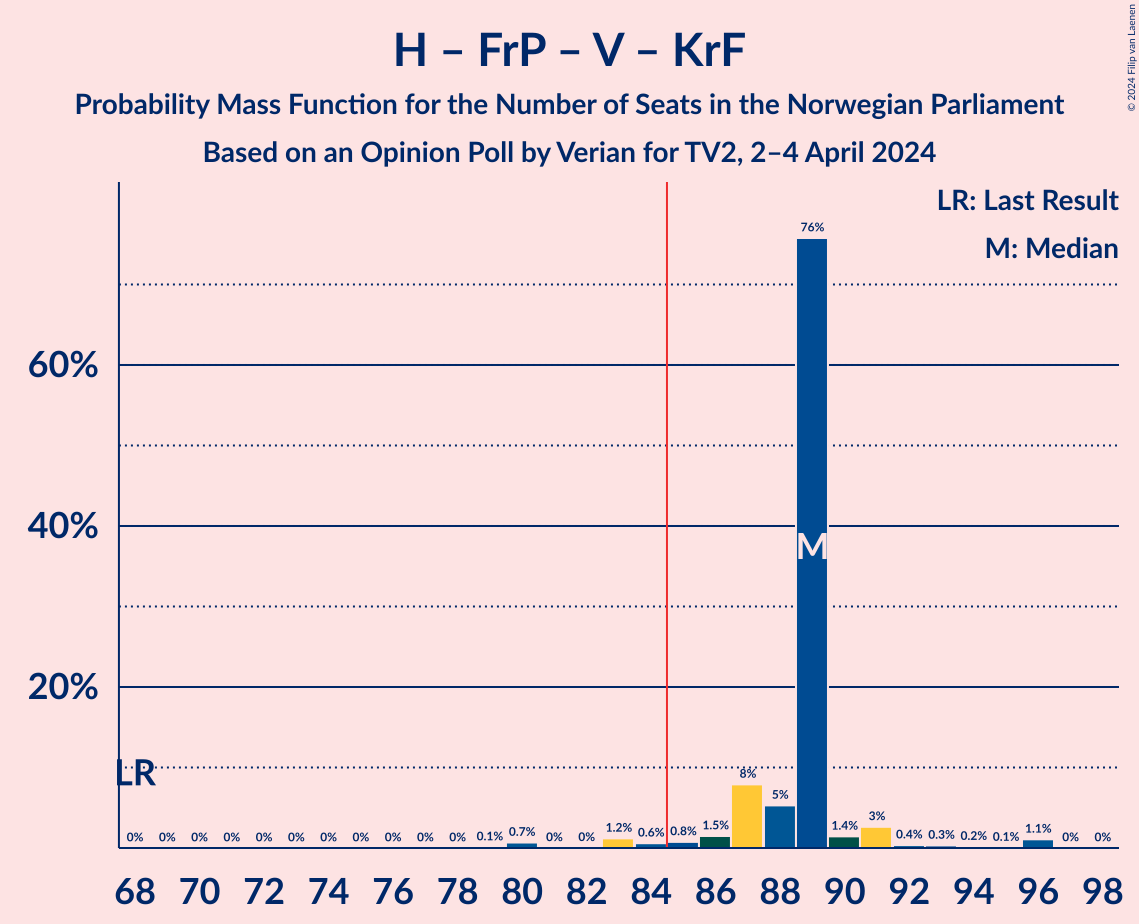 H – FrP – V – KrF
Probability Mass Function for the Number of Seats in the Norwegian Parliament
Based on an Opinion Poll by Verian for TV2, 2–4 April 2024
© 2024 Filip van Laenen
LR: Last Result
M: Median
60%
40%
20%
76%
M
LR
0% 0% 0% 0% 0% 0% 0% 0% 0% 0% 0% 0.1% 0.7% 0% 0% 1.2% 0.6% 0.8% 1.5% 8% 5% 1.4% 3% 0.4% 0.3% 0.2% 0.1% 1.1% 0% 0%
68 70 72 74 76 78 80 82 84 86 88 90 92 94 96 98